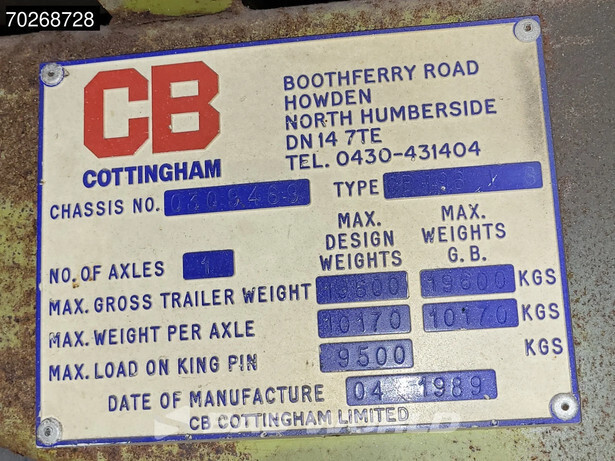 70268728
CB
COTTINGHAM
BOOTHFERRY ROAD
HOWDEN
NORTH HUMBERSIDE
DN14 7TE
TEL. 0430-431404
CHASSIS NO.
TYPE
MAX. DESIGN WEIGHTS
MAX. WEIGHTS G.B.
NO. OF AXLES 1
MAX. GROSS TRAILER WEIGHT 19600 19600 KGS
MAX. WEIGHT PER AXLE 10170 10170 KGS
MAX. LOAD ON KING PIN 9500 KGS
DATE OF MANUFACTURE 04 1989
CB COTTINGHAM LIMITED
WORLD